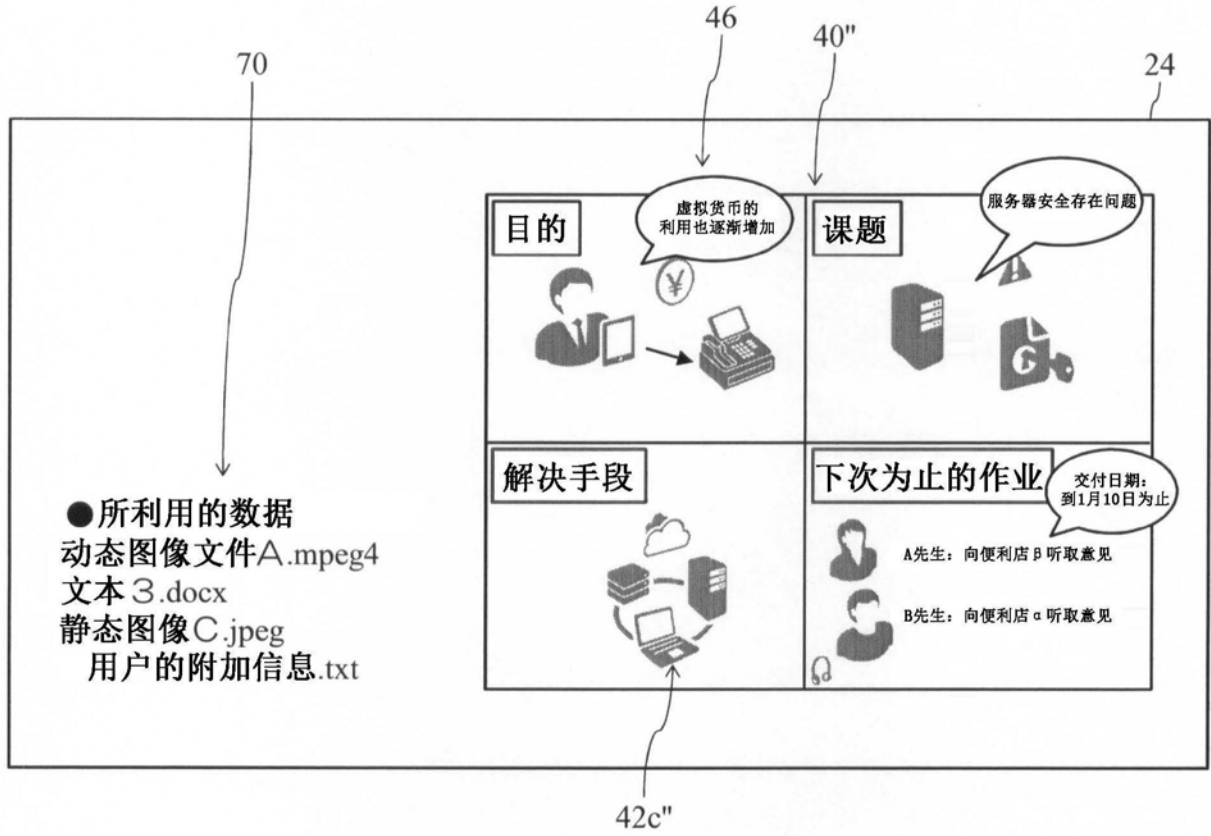 46
40"
70
24
目的
虚拟货币的
利用也逐渐增加
¥
课题
服务器安全存在问题
●所利用的数据
动态图像文件A.mpeg4
文本3.docx
静态图像C.jpeg
用户的附加信息.txt
解决手段
下次为止的作业
交付日期:
到1月10日为止
A先生: 向便利店β听取意见
B先生: 向便利店α听取意见
42c"